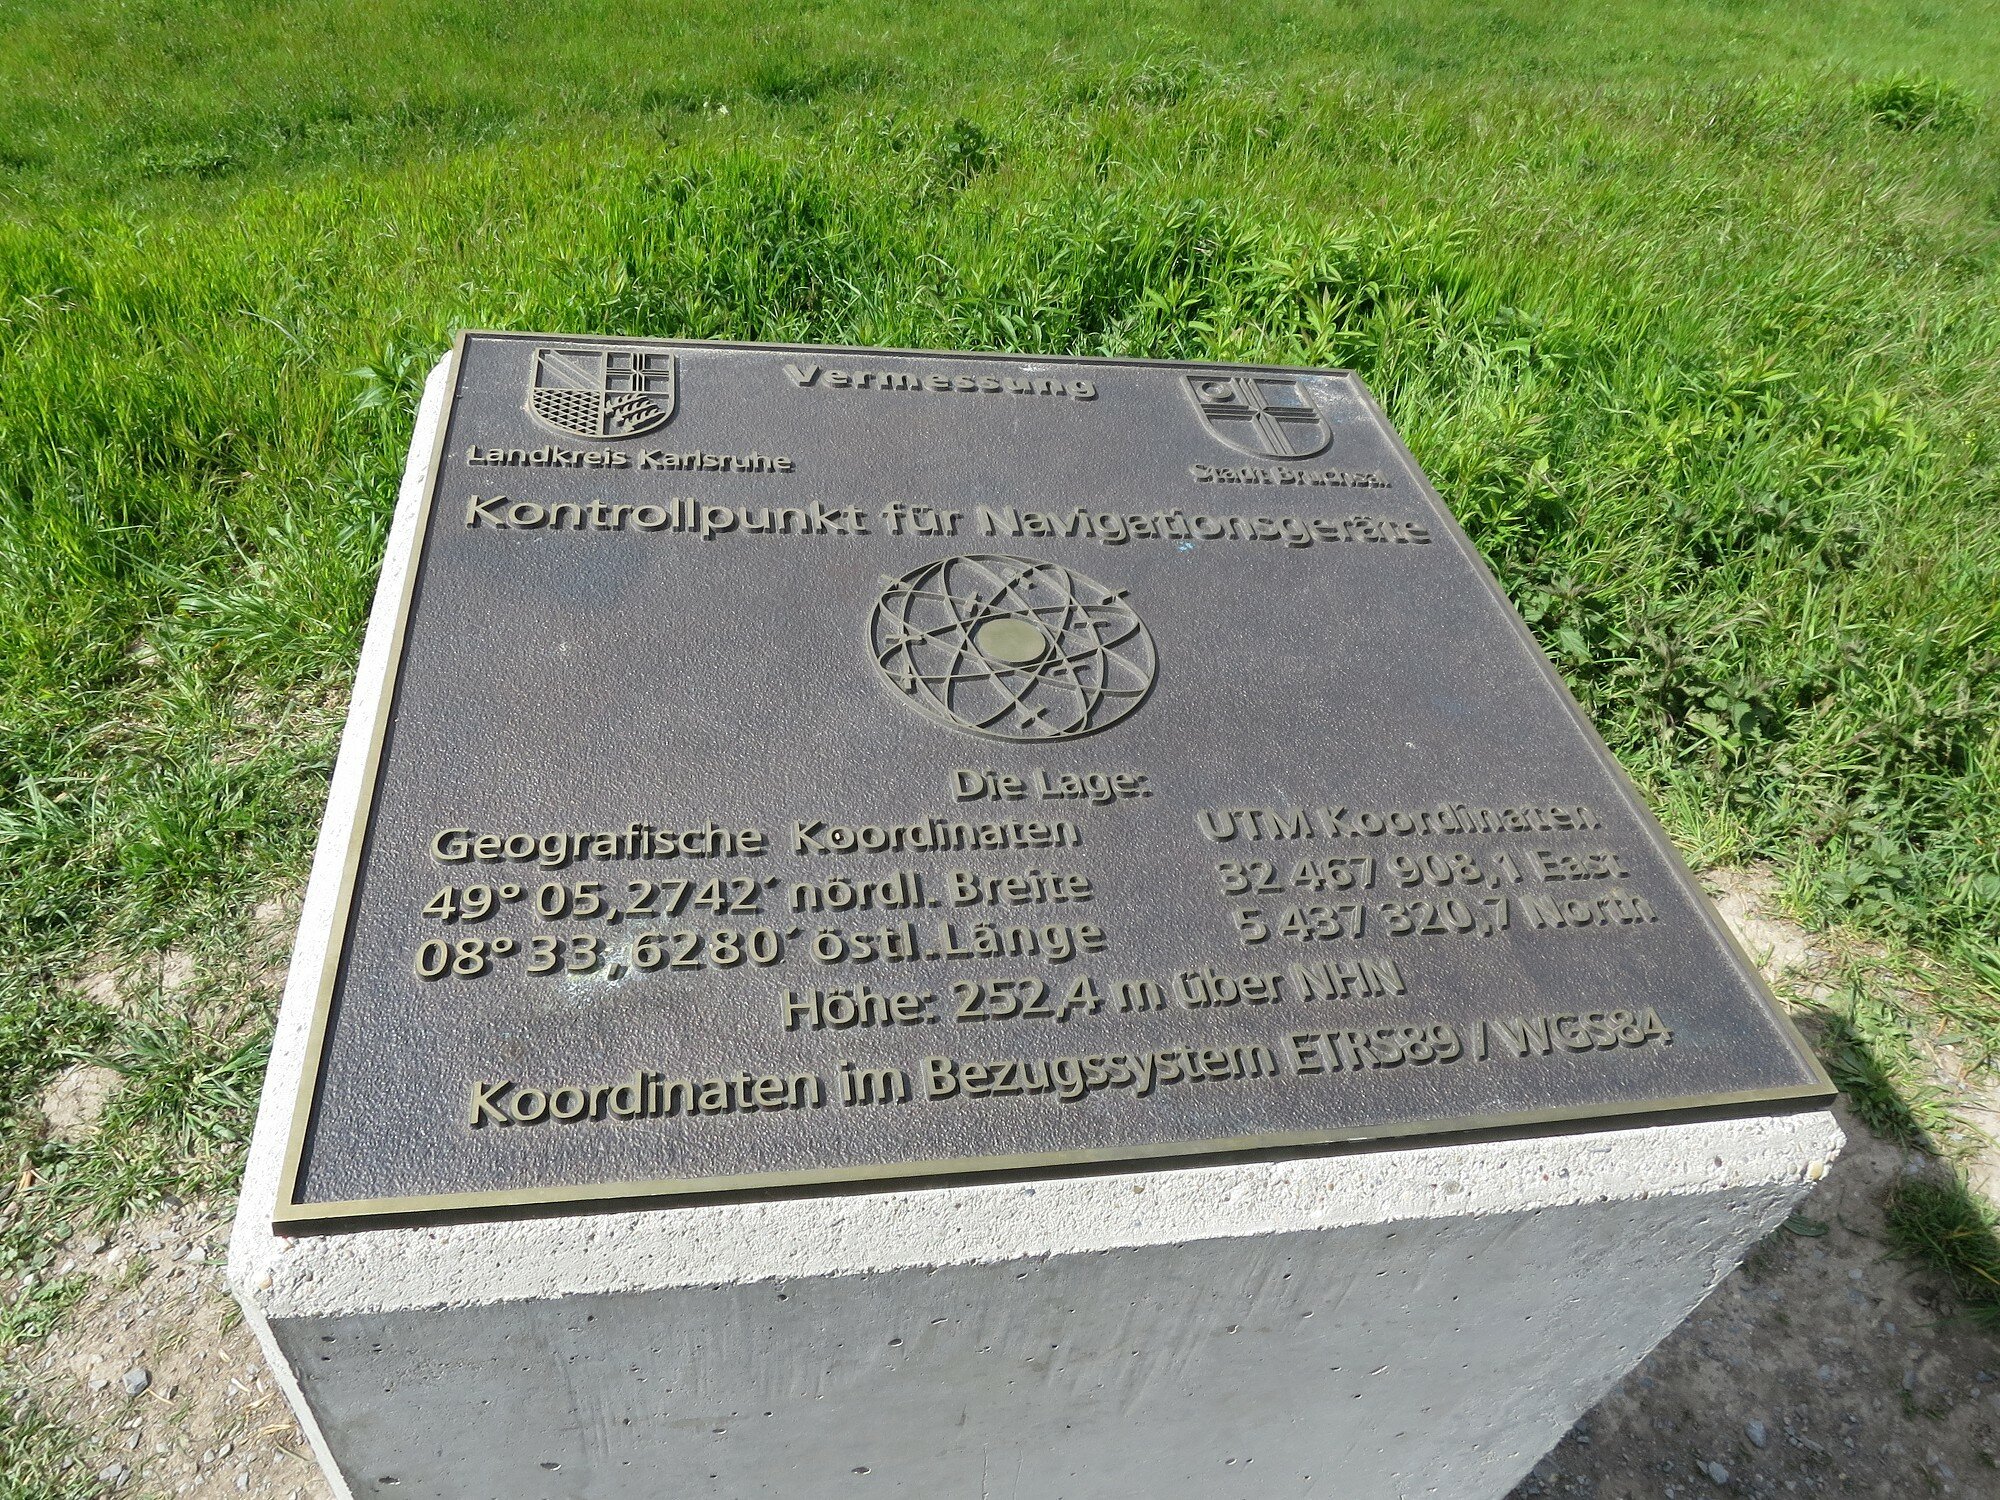 Vermessung
Landkreis Karlsruhe
Stadt Bruchsal
Kontrollpunkt für Navigationsgeräte
Die Lage:
Geografische Koordinaten
49° 05,2742´ nördl. Breite
08° 33,6280´ östl. Länge
UTM Koordinaten
32 467 908,1 East
5 437 320,7 North
Höhe: 252,4 m über NHN
Koordinaten im Bezugssystem ETRS89 / WGS84